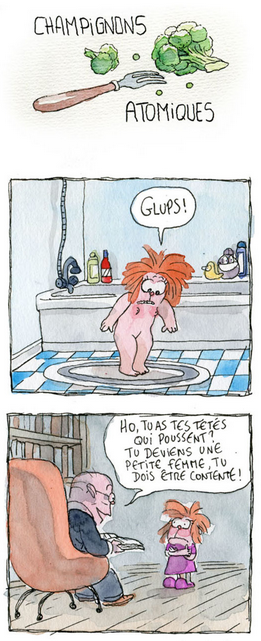 CHAMPIGNONS
ATOMIQUES
GLUPS!
HO, TU AS TES TÉTÉS
QUI POUSSENT?
TU DEVIENS UNE
PETITE FEMME, TU
DOIS ÊTRE CONTENTE!